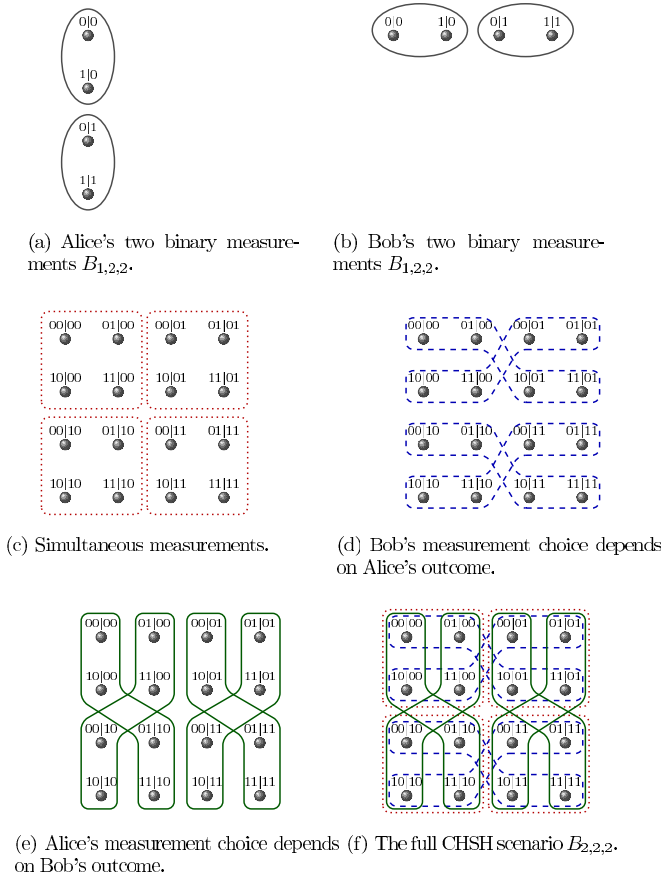 0|0
0|0 1|0 0|1 1|1
1|0
0|1
1|1
(a) Alice's two binary measure-
ments B1,2,2.
(b) Bob's two binary measure-
ments B1,2,2.
00|00 01|00 00|01 01|01
10|00 11|00 10|01 11|01
00|10 01|10 00|11 01|11
10|10 11|10 10|11 11|11
(c) Simultaneous measurements.
00|00 01|00 00|01 01|01
10|00 11|00 10|01 11|01
00|10 01|10 00|11 01|11
10|10 11|10 10|11 11|11
(d) Bob's measurement choice depends
on Alice's outcome.
00|00 01|00 00|01 01|01
10|00 11|00 10|01 11|01
00|10 01|10 00|11 01|11
10|10 11|10 10|11 11|11
(e) Alice's measurement choice depends
on Bob's outcome.
00|00 01|00 00|01 01|01
10|00 11|00 10|01 11|01
00|10 01|10 00|11 01|11
10|10 11|10 10|11 11|11
(f) The full CHSH scenario B2,2,2.